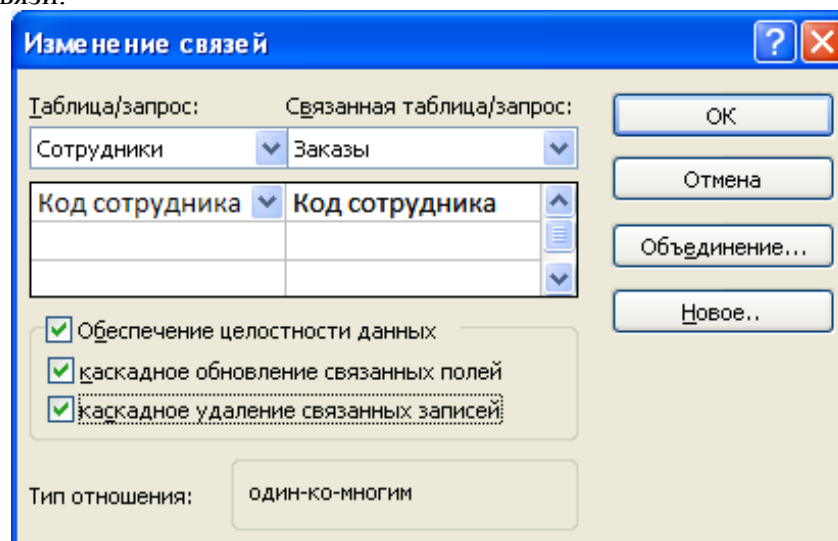 Изменение связей
Таблица/запрос: Связанная таблица/запрос:
Сотрудники Заказы
Код сотрудника Код сотрудника
Обеспечение целостности данных
каскадное обновление связанных полей
каскадное удаление связанных записей
Тип отношения: один-ко-многим
ОК
Отмена
Объединение...
Новое..